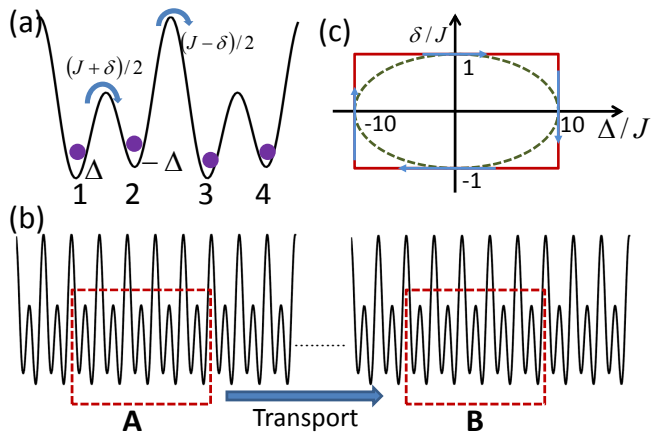 (a)
(J+δ)/2
(J−δ)/2
Δ
−Δ
1 2 3 4
(c)
δ/J
1
-10
10
Δ/J
-1
(b)
...........
A
Transport
B